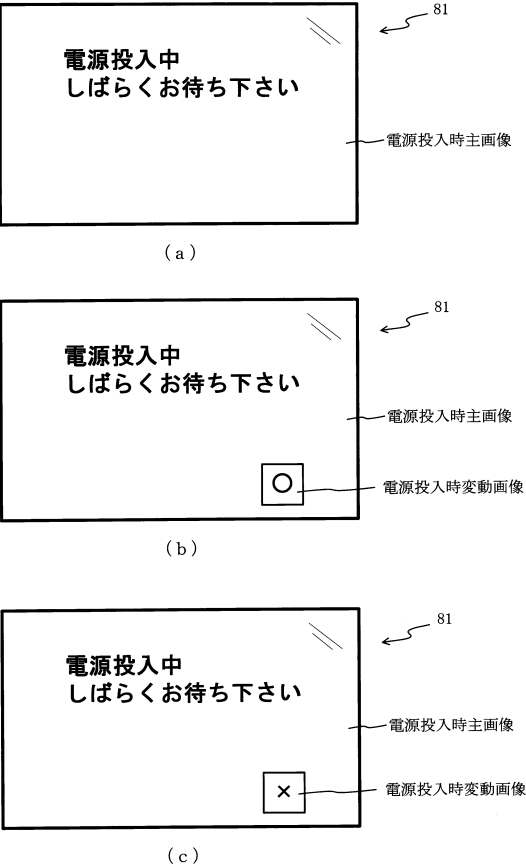 81
電源投入中
しばらくお待ち下さい
電源投入時主画像
(a)
81
電源投入中
しばらくお待ち下さい
電源投入時主画像
○
電源投入時変動画像
(b)
81
電源投入中
しばらくお待ち下さい
電源投入時主画像
×
電源投入時変動画像
(c)